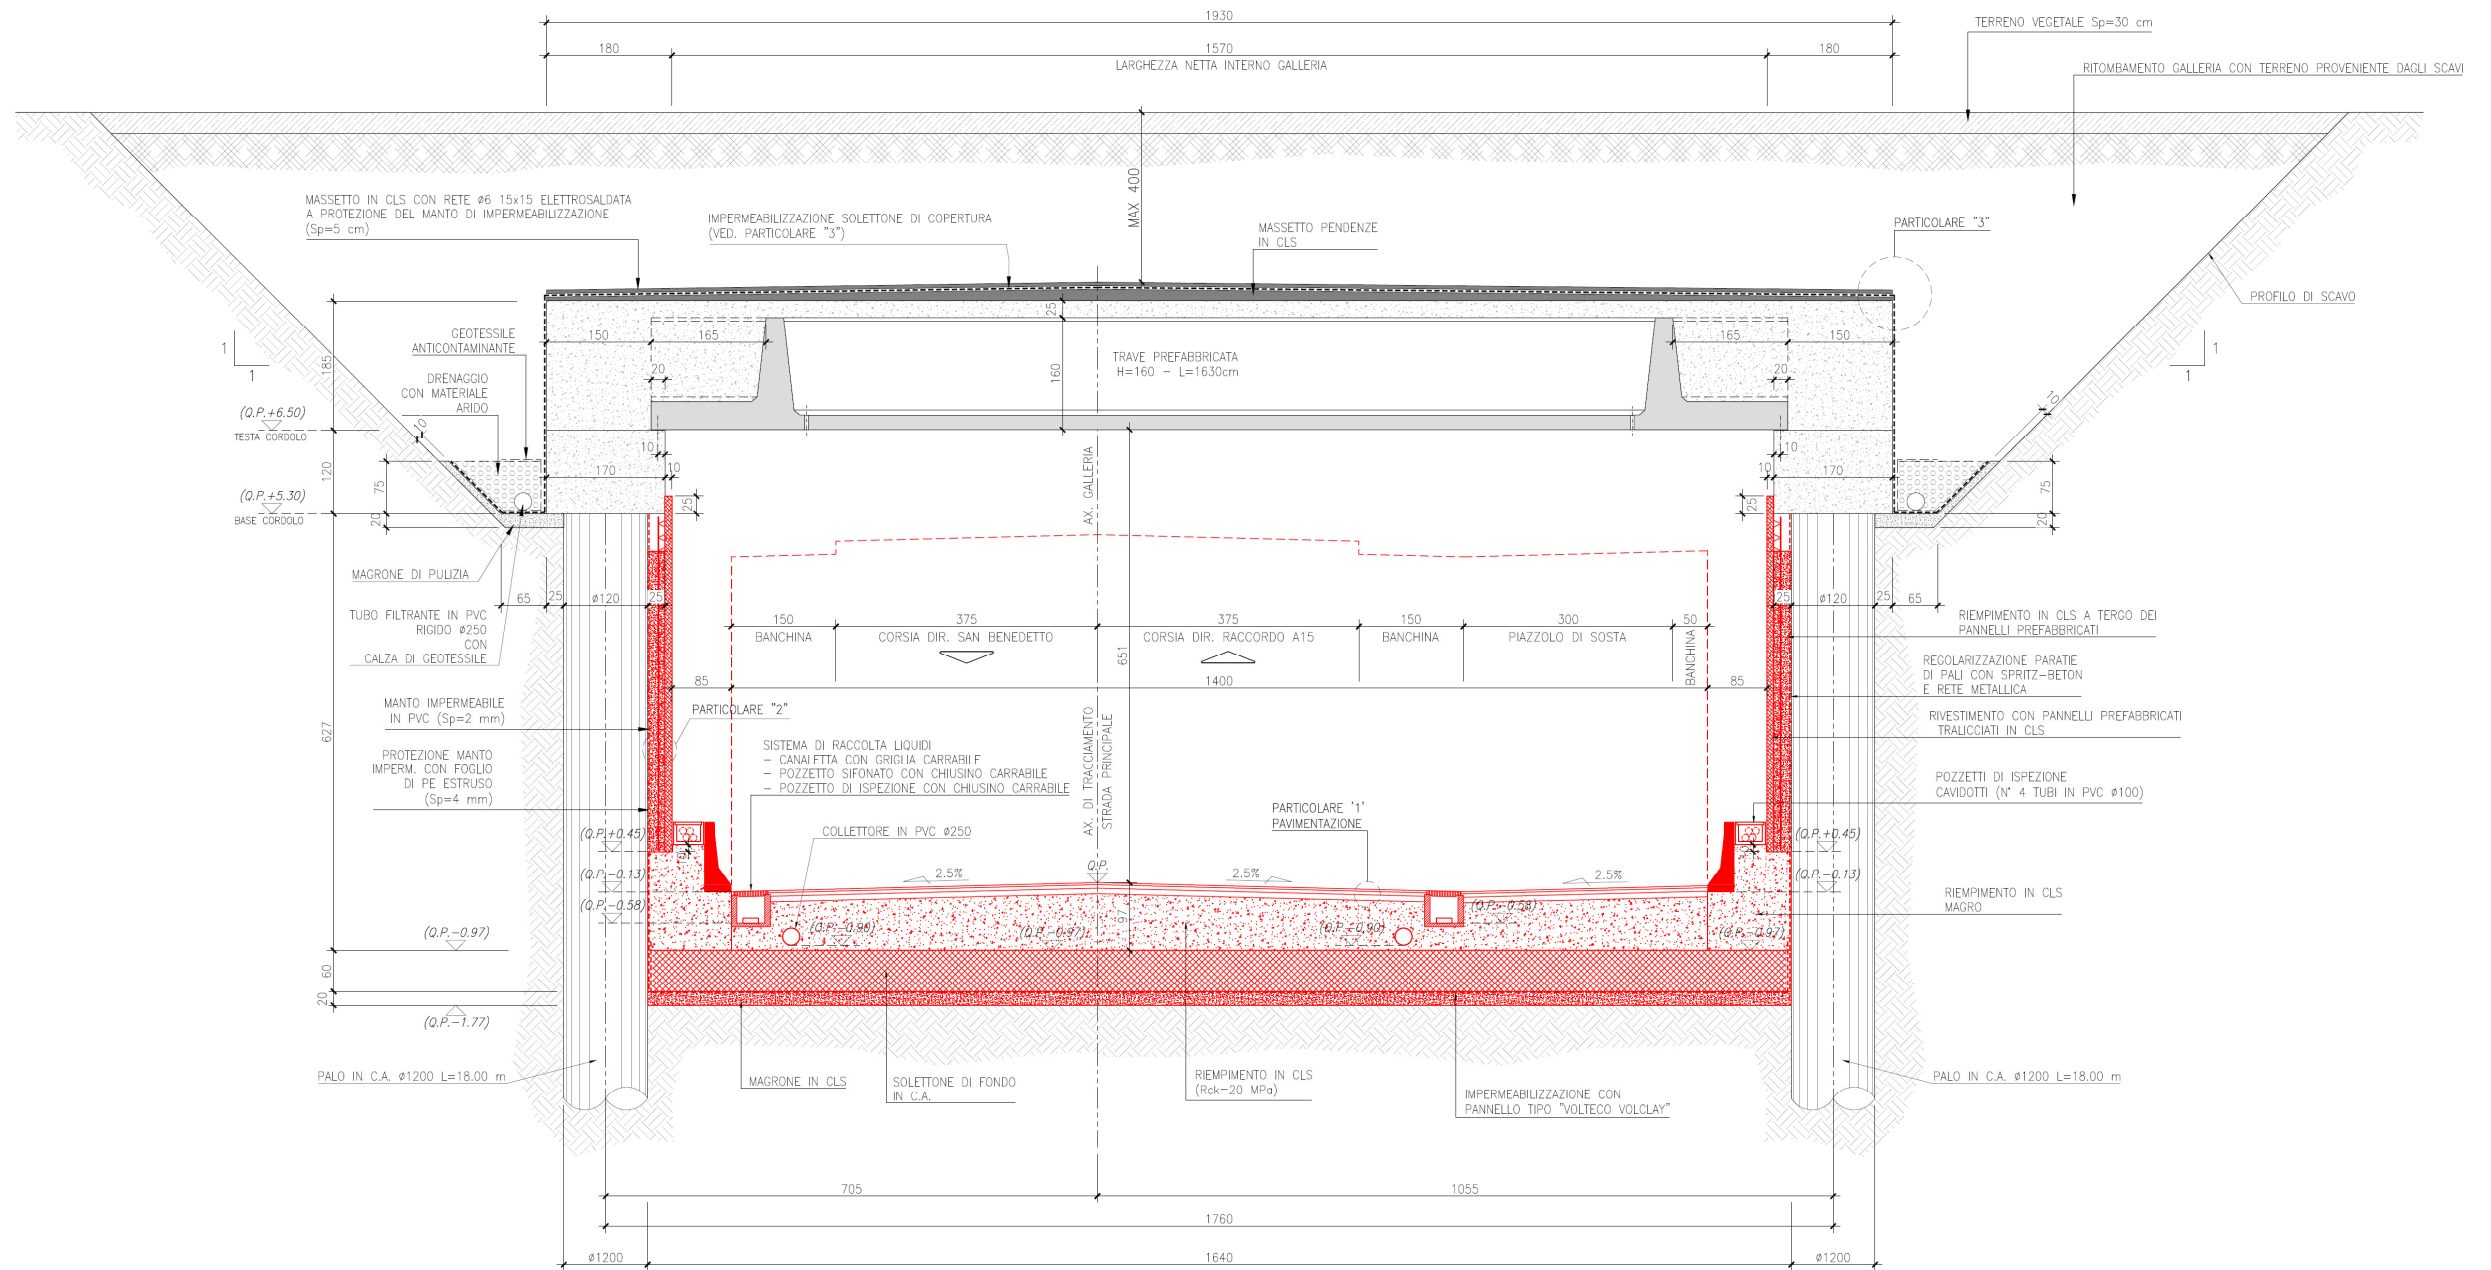 1930
TERRENO VEGETALE Sp=30 cm
180
1570
180
LARGHEZZA NETTA INTERNO GALLERIA
RITOMBAMENTO GALLERIA CON TERRENO PROVENIENTE DAGLI SCAVI
MAX 400
MASSETTO IN CLS CON RETE ø6 15x15 ELETTROSALDATA
A PROTEZIONE DEL MANTO DI IMPERMEABILIZZAZIONE
(Sp=5 cm)
IMPERMEABILIZZAZIONE SOLETTONE DI COPERTURA
(VED. PARTICOLARE "3")
MASSETTO PENDENZE
IN CLS
PARTICOLARE "3"
PROFILO DI SCAVO
25
GEOTESSILE
ANTICONTAMINANTE
150
165
165
150
1
1
1
1
185
TRAVE PREFABBRICATA
H=160 - L=1630cm
160
20
20
DRENAGGIO
CON MATERIALE
ARIDO
(Q.P.+6.50)
TESTA CORDOLO
10
10
10
10
120
75
170
10
10
170
75
(Q.P.+5.30)
BASE CORDOLO
20
25
25
20
AX. GALLERIA
MAGRONE DI PULIZIA
65
25
ø120
25
25
ø120
25
65
TUBO FILTRANTE IN PVC
RIGIDO ø250
CON
CALZA DI GEOTESSILE
150
375
375
150
300
50
BANCHINA
CORSIA DIR. SAN BENEDETTO
CORSIA DIR. RACCORDO A15
BANCHINA
PIAZZOLO DI SOSTA
BANCHINA
RIEMPIMENTO IN CLS A TERGO DEI
PANNELLI PREFABBRICATI
651
REGOLARIZZAZIONE PARATIE
DI PALI CON SPRITZ-BETON
E RETE METALLICA
85
1400
85
627
MANTO IMPERMEABILE
IN PVC (Sp=2 mm)
PARTICOLARE "2"
RIVESTIMENTO CON PANNELLI PREFABBRICATI
TRALICCIATI IN CLS
PROTEZIONE MANTO
IMPERM. CON FOGLIO
DI PE ESTRUSO
(Sp=4 mm)
SISTEMA DI RACCOLTA LIQUIDI
- CANALETTA CON GRIGLIA CARRABILE
- POZZETTO SIFONATO CON CHIUSINO CARRABILE
- POZZETTO DI ISPEZIONE CON CHIUSINO CARRABILE
AX. DI TRACCIAMENTO
STRADA PRINCIPALE
POZZETTI DI ISPEZIONE
CAVIDOTTI (N° 4 TUBI IN PVC ø100)
PARTICOLARE '1'
PAVIMENTAZIONE
COLLETTORE IN PVC ø250
(Q.P.+0.45)
(Q.P.+0.45)
Q.P.
2.5%
2.5%
2.5%
(Q.P.-0.13)
(Q.P.-0.13)
RIEMPIMENTO IN CLS
MAGRO
(Q.P.-0.58)
(Q.P.-0.58)
97
(Q.P.-0.97)
(Q.P.-0.90)
(Q.P.-0.97)
(Q.P.-0.90)
(Q.P.-0.97)
60
20
(Q.P.-1.77)
PALO IN C.A. ø1200 L=18.00 m
MAGRONE IN CLS
SOLETTONE DI FONDO
IN C.A.
RIEMPIMENTO IN CLS
(Rck-20 MPa)
IMPERMEABILIZZAZIONE CON
PANNELLO TIPO "VOLTECO VOLCLAY"
PALO IN C.A. ø1200 L=18.00 m
705
1055
1760
ø1200
1640
ø1200